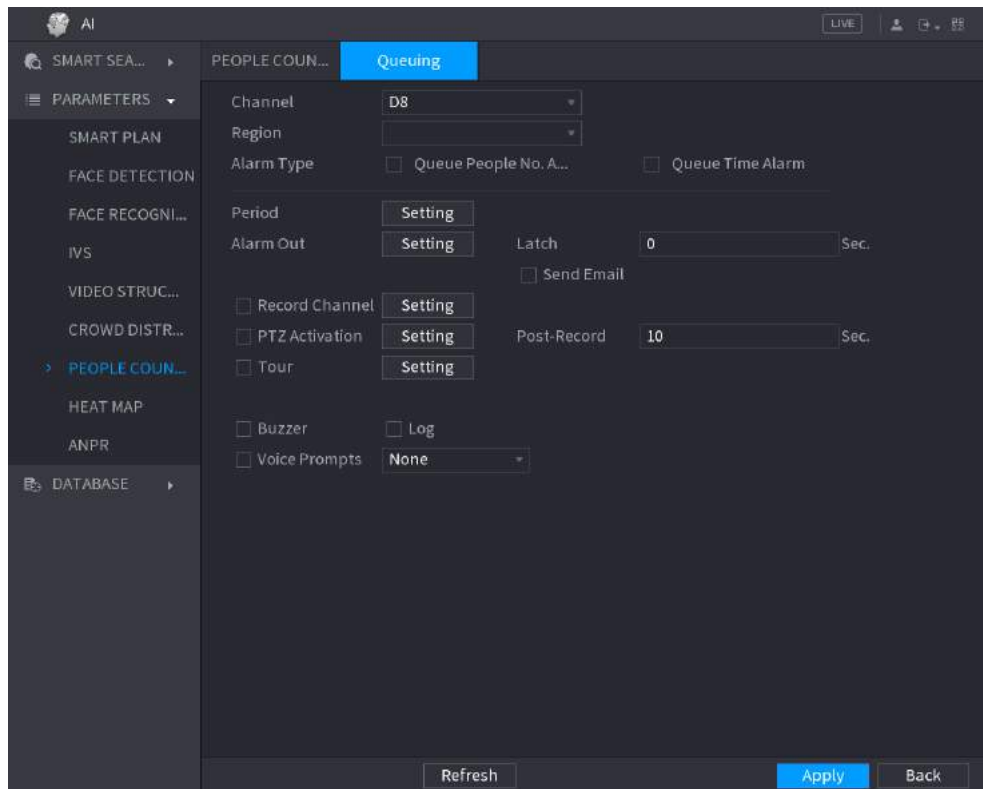 AI LIVE
SMART SEA...
PARAMETERS
SMART PLAN
FACE DETECTION
FACE RECOGNI...
IVS
VIDEO STRUC...
CROWD DISTR...
PEOPLE COUN...
HEAT MAP
ANPR
DATABASE
PEOPLE COUN... Queuing
Channel D8
Region
Alarm Type Queue People No. A... Queue Time Alarm
Period Setting
Alarm Out Setting Latch 0 Sec.
Send Email
Record Channel Setting
PTZ Activation Setting Post-Record 10 Sec.
Tour Setting
Buzzer Log
Voice Prompts None
Refresh Apply Back